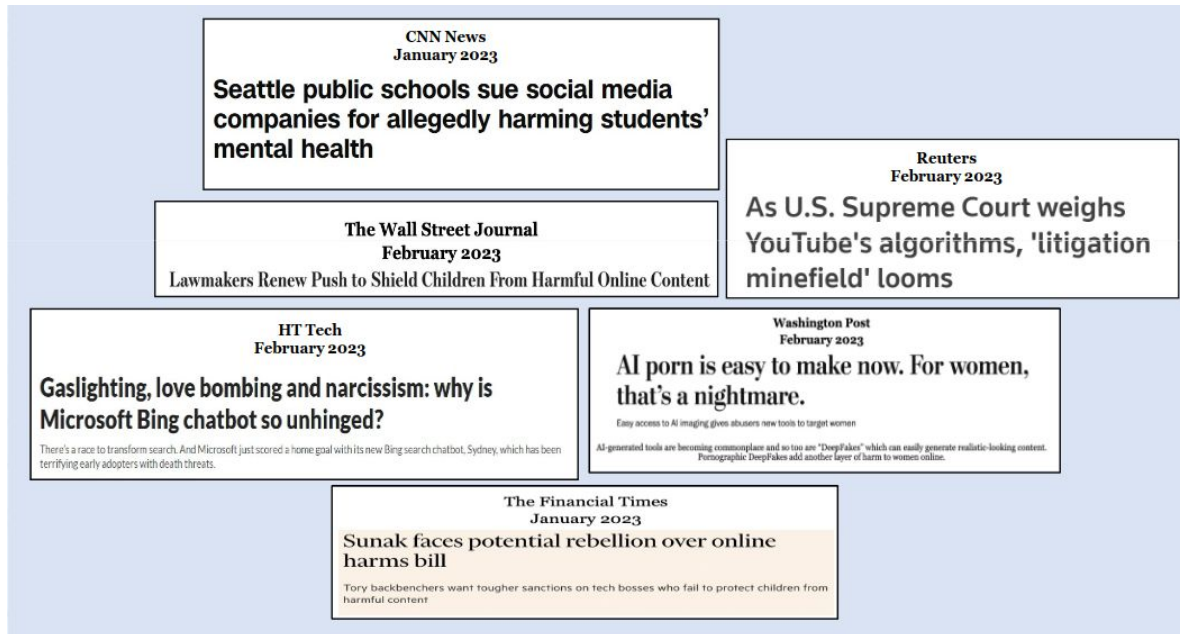 CNN News
January 2023
Seattle public schools sue social media
companies for allegedly harming students’
mental health
Reuters
February 2023
As U.S. Supreme Court weighs
YouTube's algorithms, 'litigation
minefield' looms
The Wall Street Journal
February 2023
Lawmakers Renew Push to Shield Children From Harmful Online Content
HT Tech
February 2023
Gaslighting, love bombing and narcissism: why is
Microsoft Bing chatbot so unhinged?
There's a race to transform search. And Microsoft just scored a home goal with its new Bing search chatbot, Sydney, which has been
terrifying early adopters with death threats.
Washington Post
February 2023
AI porn is easy to make now. For women,
that’s a nightmare.
Easy access to AI imaging gives abusers new tools to target women
AI-generated tools are becoming commonplace and so too are “DeepFakes” which can easily generate realistic-looking content.
Pornographic DeepFakes add another layer of harm to women online.
The Financial Times
January 2023
Sunak faces potential rebellion over online
harms bill
Tory backbenchers want tougher sanctions on tech bosses who fail to protect children from
harmful content